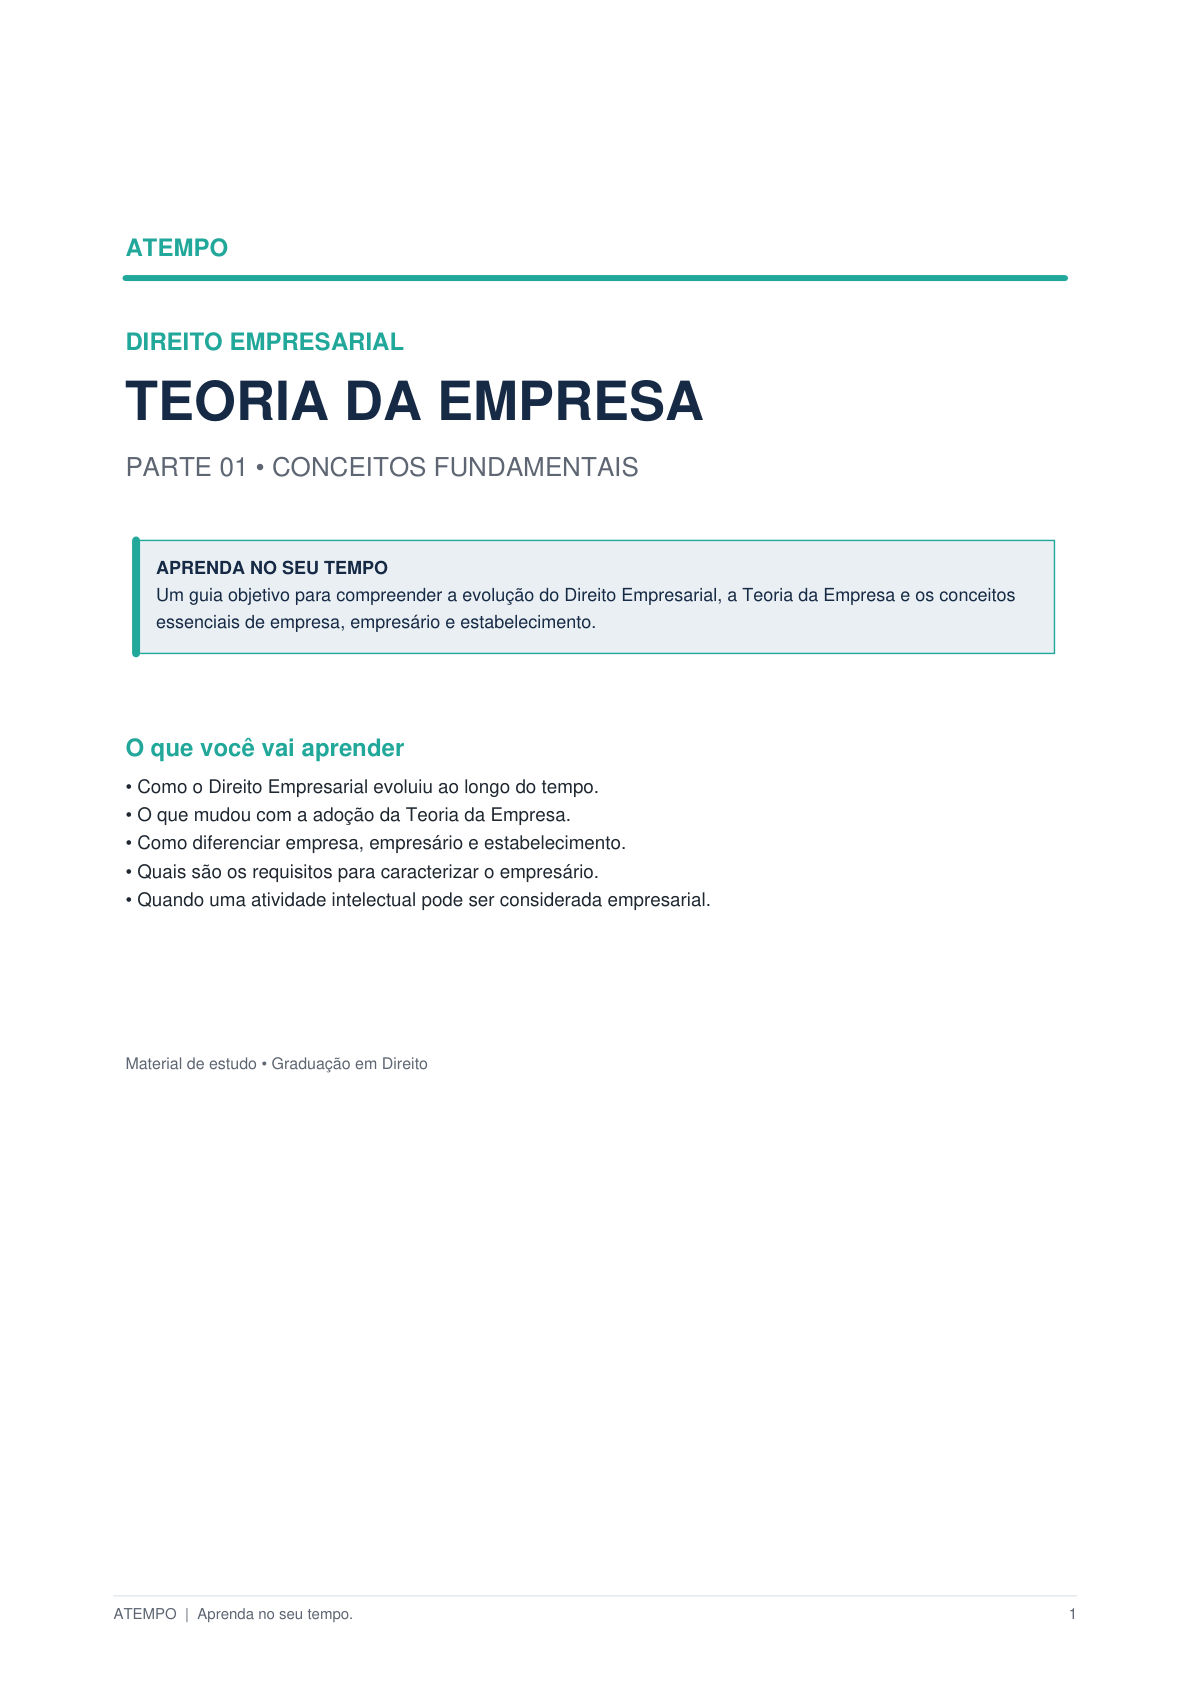 ATEMPO
DIREITO EMPRESARIAL
TEORIA DA EMPRESA
PARTE 01 • CONCEITOS FUNDAMENTAIS
APRENDA NO SEU TEMPO
Um guia objetivo para compreender a evolução do Direito Empresarial, a Teoria da Empresa e os conceitos
essenciais de empresa, empresário e estabelecimento.
O que você vai aprender
• Como o Direito Empresarial evoluiu ao longo do tempo.
• O que mudou com a adoção da Teoria da Empresa.
• Como diferenciar empresa, empresário e estabelecimento.
• Quais são os requisitos para caracterizar o empresário.
• Quando uma atividade intelectual pode ser considerada empresarial.
Material de estudo • Graduação em Direito
ATEMPO | Aprenda no seu tempo. 1